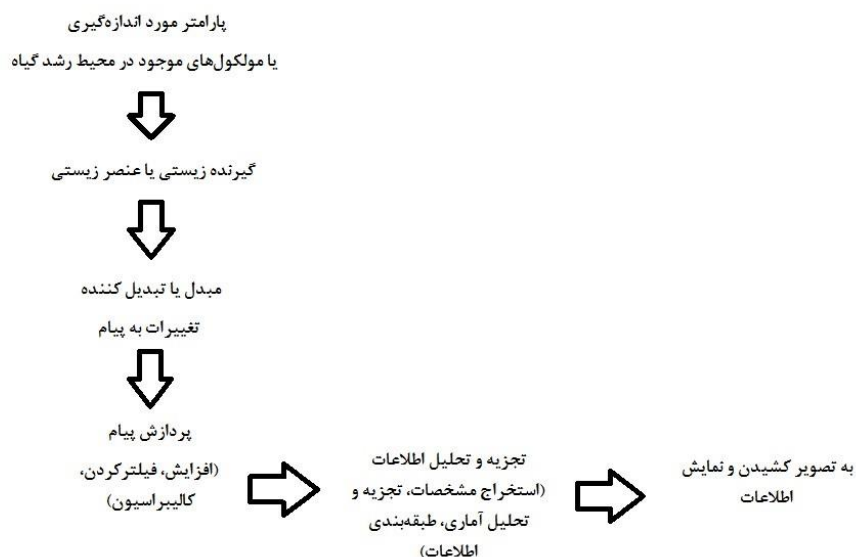 پارامتر مورد اندازه‌گیری
یا مولکول‌های موجود در محیط رشد گیاه
گیرنده زیستی یا عنصر زیستی
مبدل یا تبدیل کننده
تغییرات به پیام
پردازش پیام
(افزایش، فیلترکردن،
کالیبراسیون)
تجزیه و تحلیل اطلاعات
(استخراج مشخصات، تجزیه و
تحلیل آماری، طبقه‌بندی
اطلاعات)
به تصویر کشیدن و نمایش
اطلاعات